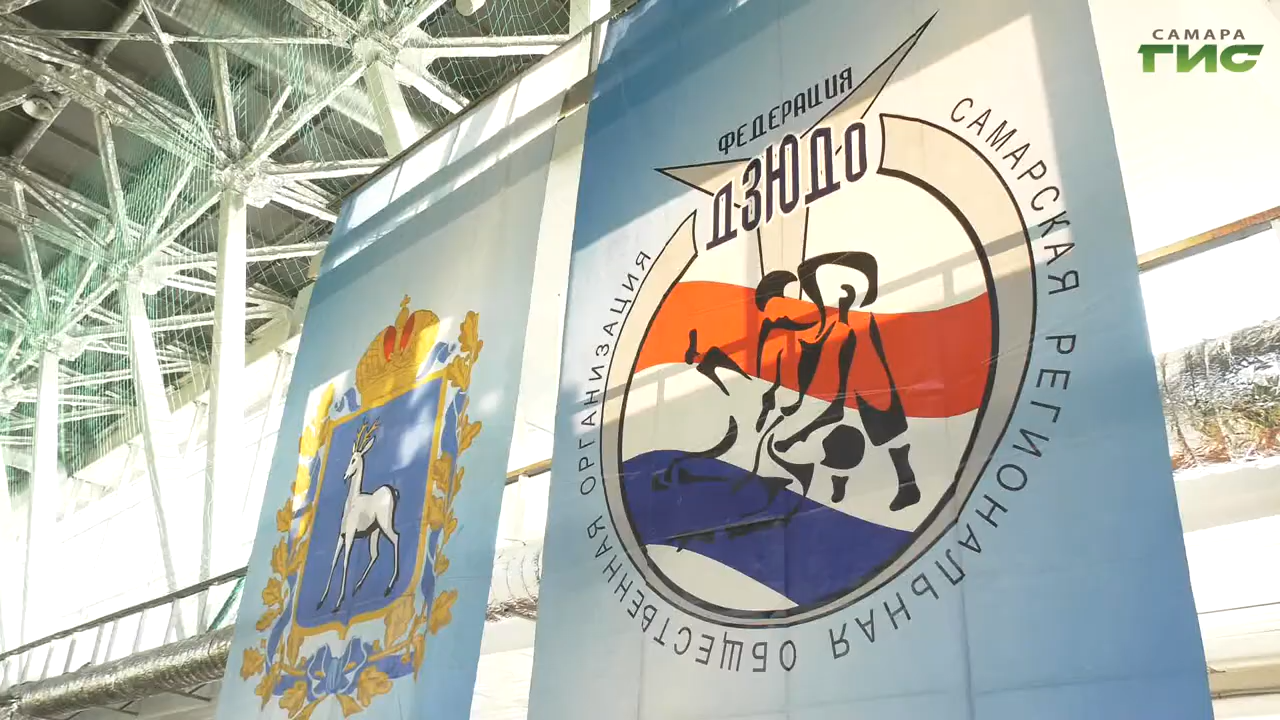 САМАРА
ГИС
ФЕДЕРАЦИЯ
ДЗЮДО
САМАРСКАЯ РЕГИОНАЛЬНАЯ ОБЩЕСТВЕННАЯ ОРГАНИЗАЦИЯ